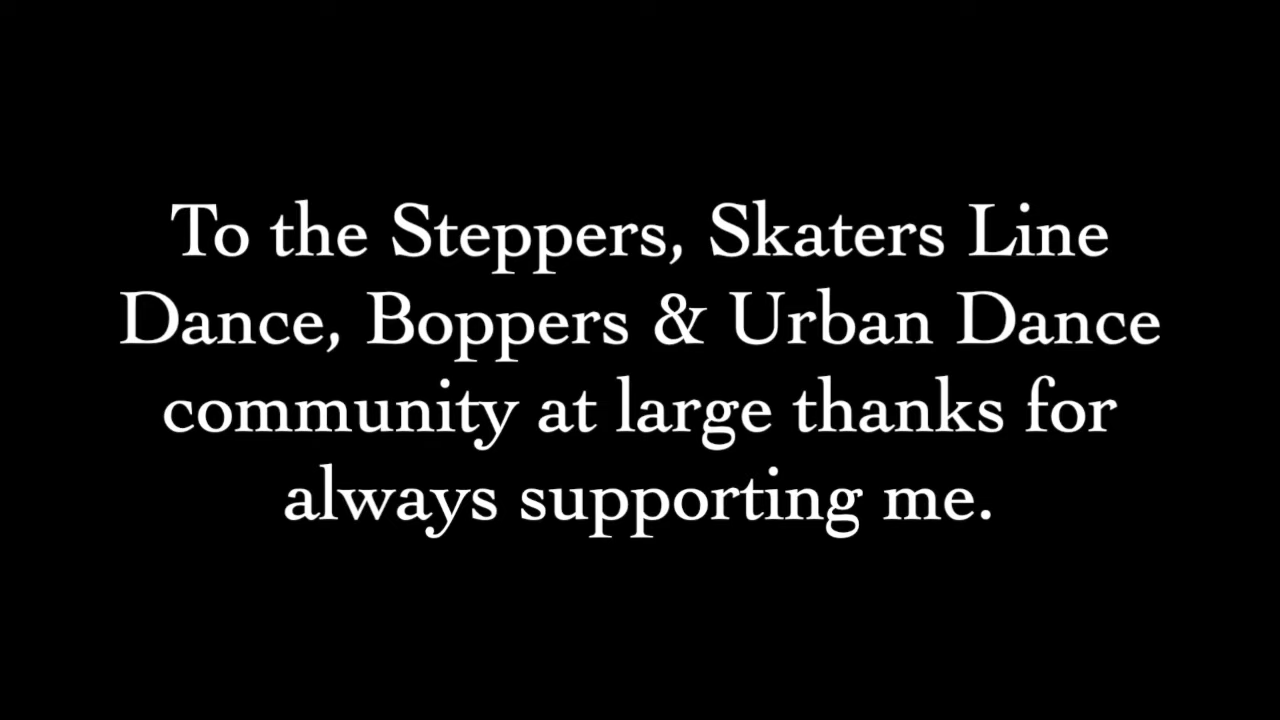 To the Steppers, Skaters Line
Dance, Boppers & Urban Dance
community at large thanks for
always supporting me.